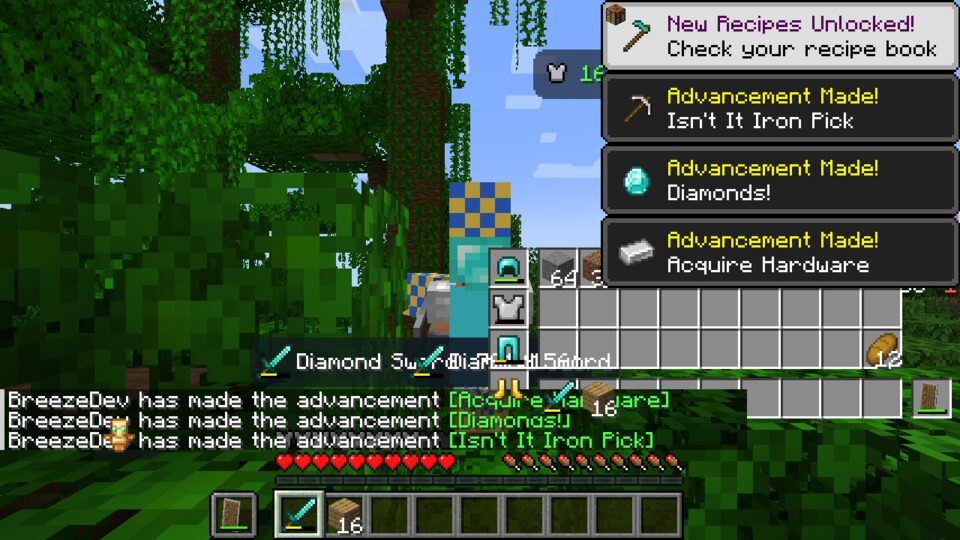 New Recipes Unlocked!
Check your recipe book
16
Advancement Made!
Isn't It Iron Pick
Advancement Made!
Diamonds!
Advancement Made!
Acquire Hardware
64
12
Diamond Sword
BreezeDev has made the advancement [Acquire Hardware]
16
BreezeDev has made the advancement [Diamonds!]
BreezeDev has made the advancement [Isn't It Iron Pick]
16